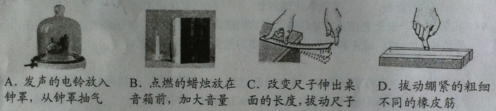 A. 发声的电铃放入
钟罩，从钟罩抽气
B. 点燃的蜡烛放在
音箱前，加大音量
C. 改变尺子伸出桌
面的长度，拨动尺子
D. 拨动绷紧的粗细
不同的橡皮筋